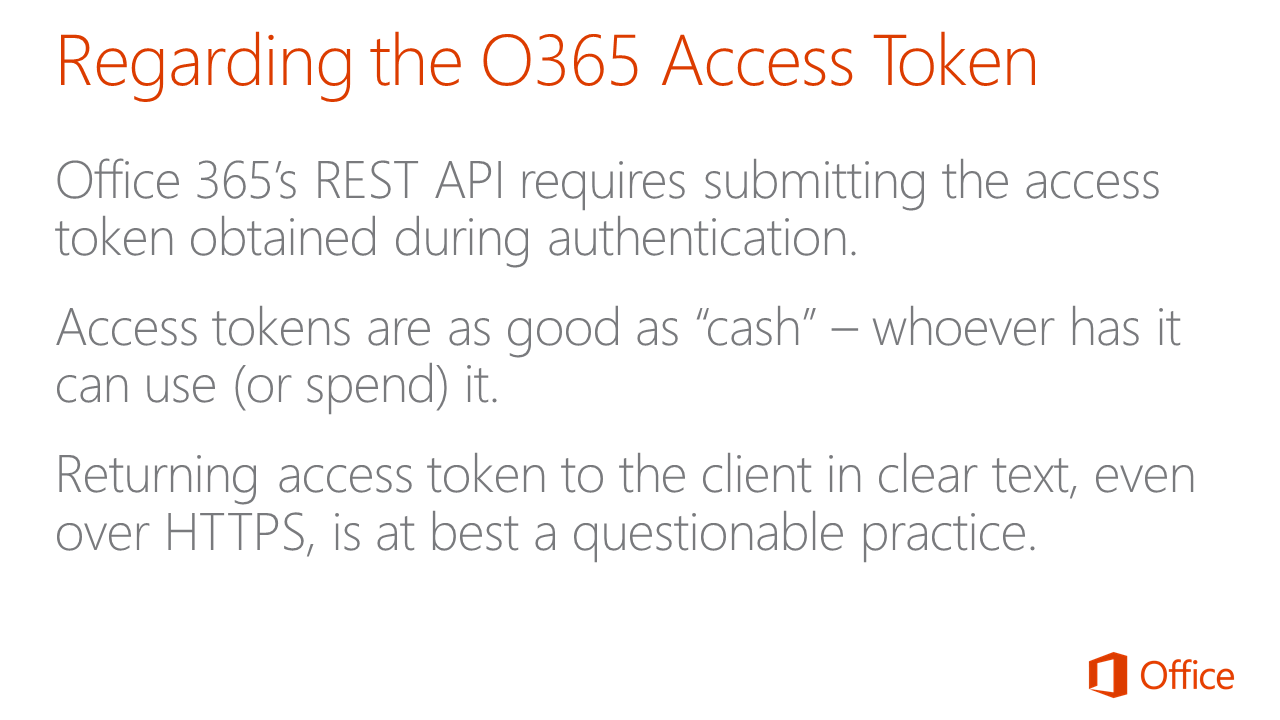 Regarding the O365 Access Token
Office 365’s REST API requires submitting the access
token obtained during authentication.
Access tokens are as good as “cash” – whoever has it
can use (or spend) it.
Returning access token to the client in clear text, even
over HTTPS, is at best a questionable practice.
Office